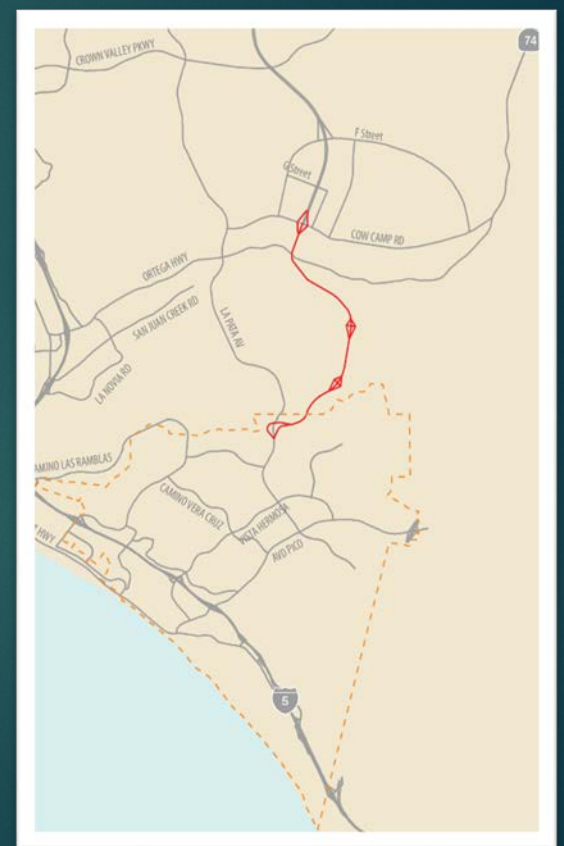 74
CROWN VALLEY PKWY
F Street
G Street
COW CAMP RD
ORTEGA HWY
SAN JUAN CREEK RD
LA PATA AV
LA NOVIA RD
AMINO LAS RAMBLAS
CAMINO VERA CRUZ
VISTA HERMOSA
AVD PICO
HWY
5